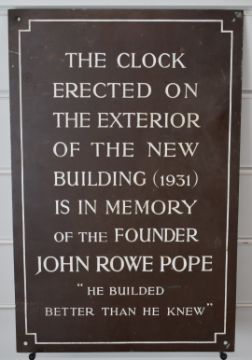 THE CLOCK
ERECTED ON
THE EXTERIOR
OF THE NEW
BUILDING (1931)
IS IN MEMORY
OF THE FOUNDER
JOHN ROWE POPE
"HE BUILDED
BETTER THAN HE KNEW"